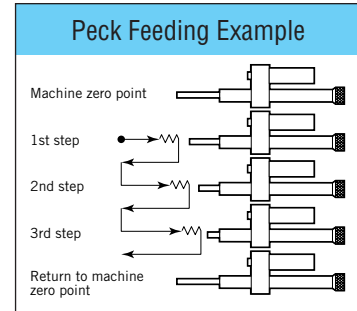 Peck Feeding Example
Machine zero point
1st step
2nd step
3rd step
Return to machine
zero point